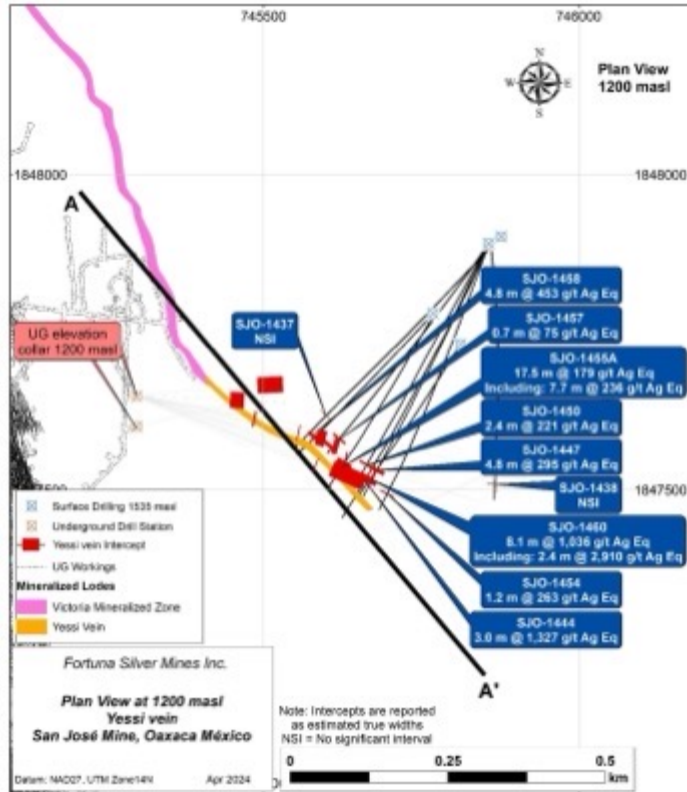 745500
746000
N
W
E
S
Plan View
1200 masl
1848000
1848000
A
SJO-1458
4.8 m @ 453 g/t Ag Eq
UG elevation
collar 1200 masl
SJO-1437
NSI
SJO-1457
0.7 m @ 75 g/t Ag Eq
SJO-1455A
17.5 m @ 179 g/t Ag Eq
Including: 7.7 m @ 236 g/t Ag Eq
SJO-1450
2.4 m @ 221 g/t Ag Eq
SJO-1447
4.8 m @ 295 g/t Ag Eq
1847500
SJO-1438
NSI
SJO-1460
8.1 m @ 1,036 g/t Ag Eq
Including: 2.4 m @ 2,910 g/t Ag Eq
SJO-1454
1.2 m @ 263 g/t Ag Eq
SJO-1444
3.0 m @ 1,327 g/t Ag Eq
Surface Drilling 1535 masl
Underground Drill Station
Yessi vein Intercept
UG Workings
Mineralized Lodes
Victoria Mineralized Zone
Yessi Vein
Fortuna Silver Mines Inc.
Plan View at 1200 masl
Yessi vein
San José Mine, Oaxaca México
Datum: NAD27, UTM Zone14N
Apr 2024
A'
Note: Intercepts are reported
as estimated true widths
NSI = No significant interval
0
0.25
0.5
km